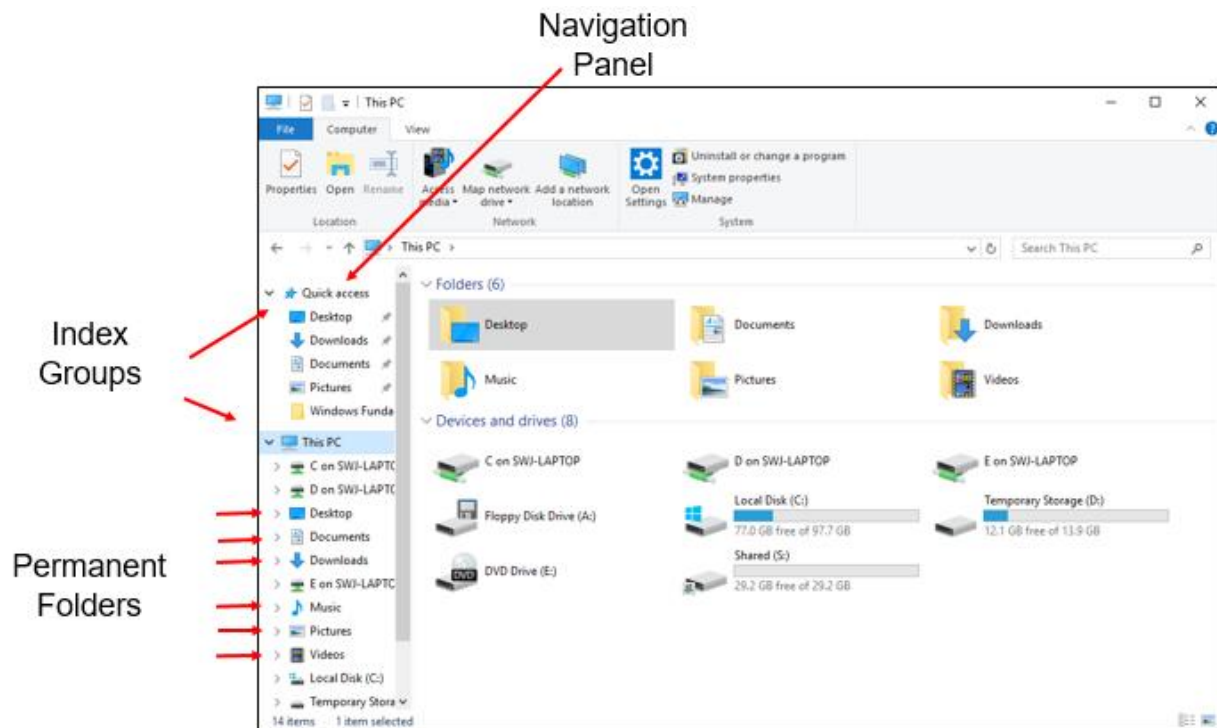 Navigation
Panel
This PC
File Computer View
Properties Open Rename
Access media
Map network drive
Add a network location
Open Settings
Uninstall or change a program
System properties
Manage
Location Network System
This PC
Search This PC
Index
Groups
Permanent
Folders
Quick access
Desktop
Downloads
Documents
Pictures
Windows Funda
This PC
C on SWJ-LAPTC
D on SWJ-LAPTC
Desktop
Documents
Downloads
E on SWJ-LAPTC
Music
Pictures
Videos
Local Disk (C:)
Temporary Stora
Folders (6)
Desktop Documents Downloads
Music Pictures Videos
Devices and drives (8)
C on SWJ-LAPTOP D on SWJ-LAPTOP E on SWJ-LAPTOP
Floppy Disk Drive (A:)
Local Disk (C:)
77.0 GB free of 97.7 GB
Temporary Storage (D:)
12.1 GB free of 13.9 GB
DVD
DVD Drive (E:)
Shared (S:)
29.2 GB free of 29.2 GB
14 items 1 item selected